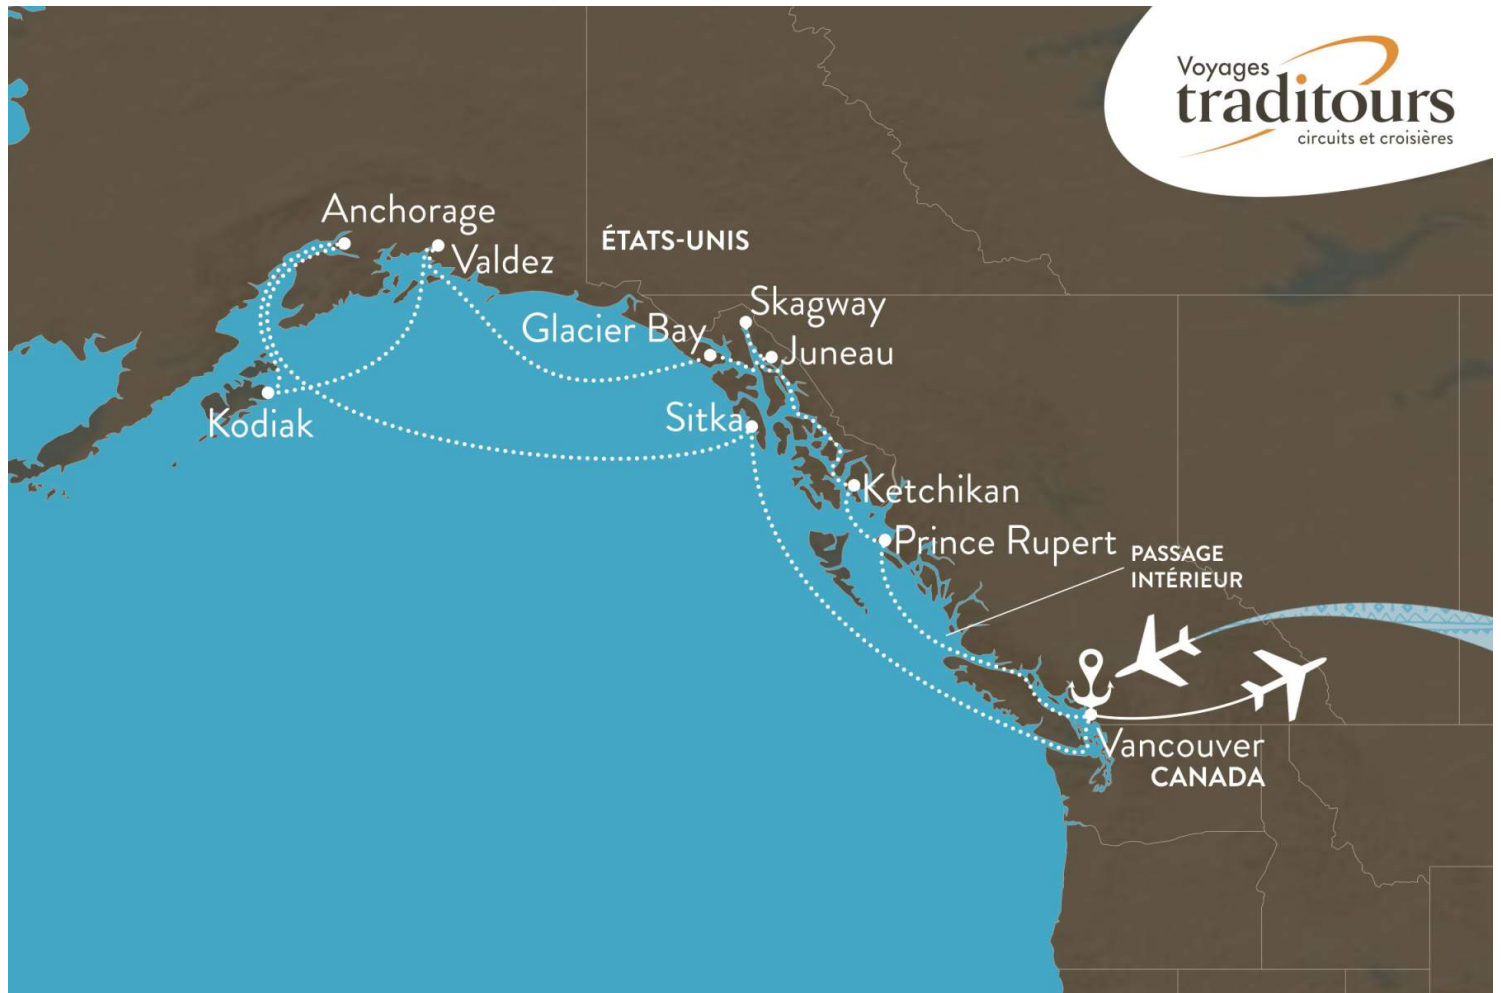 Voyages
traditours
circuits et croisières
Anchorage
Valdez
ÉTATS-UNIS
Skagway
Glacier Bay
Juneau
Kodiak
Sitka
Ketchikan
Prince Rupert
PASSAGE
INTÉRIEUR
Vancouver
CANADA